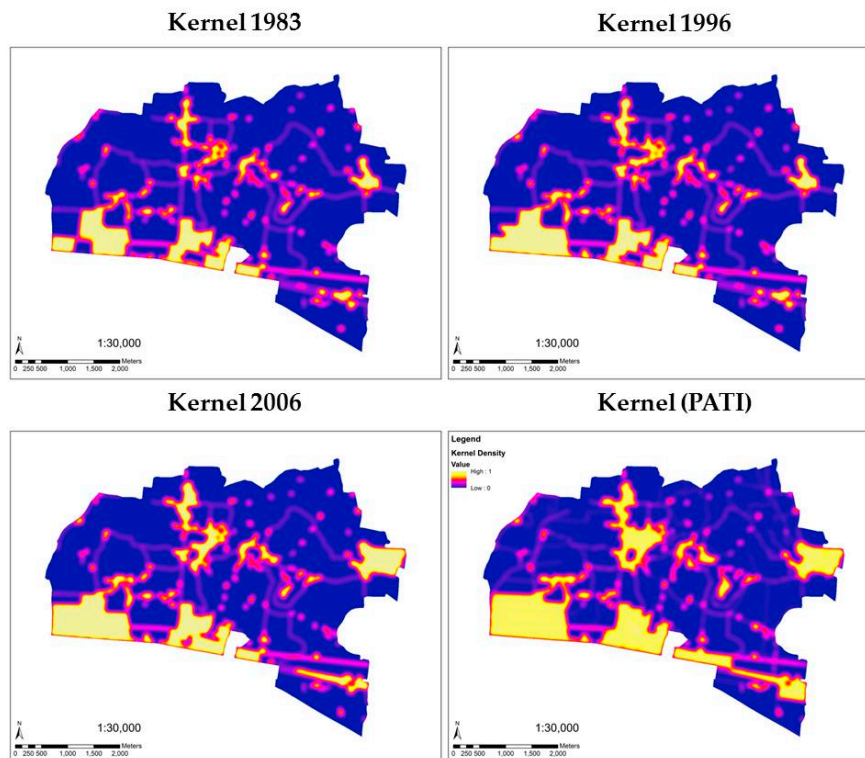 Kernel 1983
Kernel 1996
N
1:30,000
0 250 500 1,000 1,500 2,000 Meters
N
1:30,000
0 250 500 1,000 1,500 2,000 Meters
Kernel 2006
Kernel (PATI)
Legend
Kernel Density
Value
High : 1
Low : 0
N
1:30,000
0 250 500 1,000 1,500 2,000 Meters
N
1:30,000
0 250 500 1,000 1,500 2,000 Meters